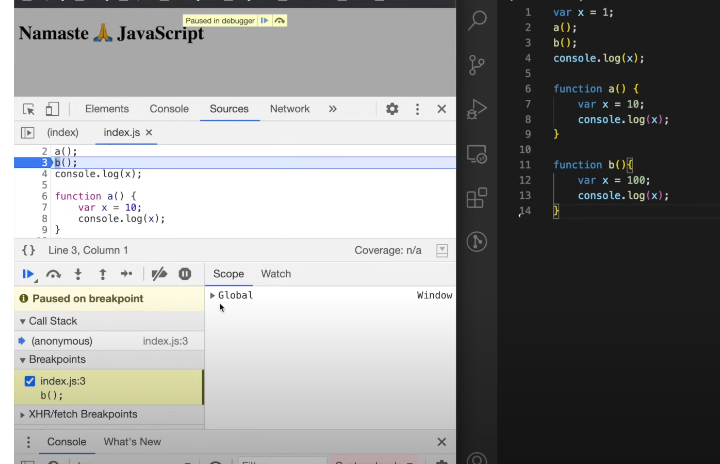 Paused in debugger
Namaste 🙏 JavaScript
Elements Console Sources Network »
(index) index.js ×
2 a();
3 b();
4 console.log(x);
5
6 function a() {
7 var x = 10;
8 console.log(x);
9 }
{} Line 3, Column 1 Coverage: n/a
Scope Watch
Paused on breakpoint
Global Window
Call Stack
(anonymous) index.js:3
Breakpoints
index.js:3
b();
XHR/fetch Breakpoints
Console What's New
1 var x = 1;
2 a();
3 b();
4 console.log(x);
5
6 function a() {
7 var x = 10;
8 console.log(x);
9 }
10
11 function b(){
12 var x = 100;
13 console.log(x);
14 }